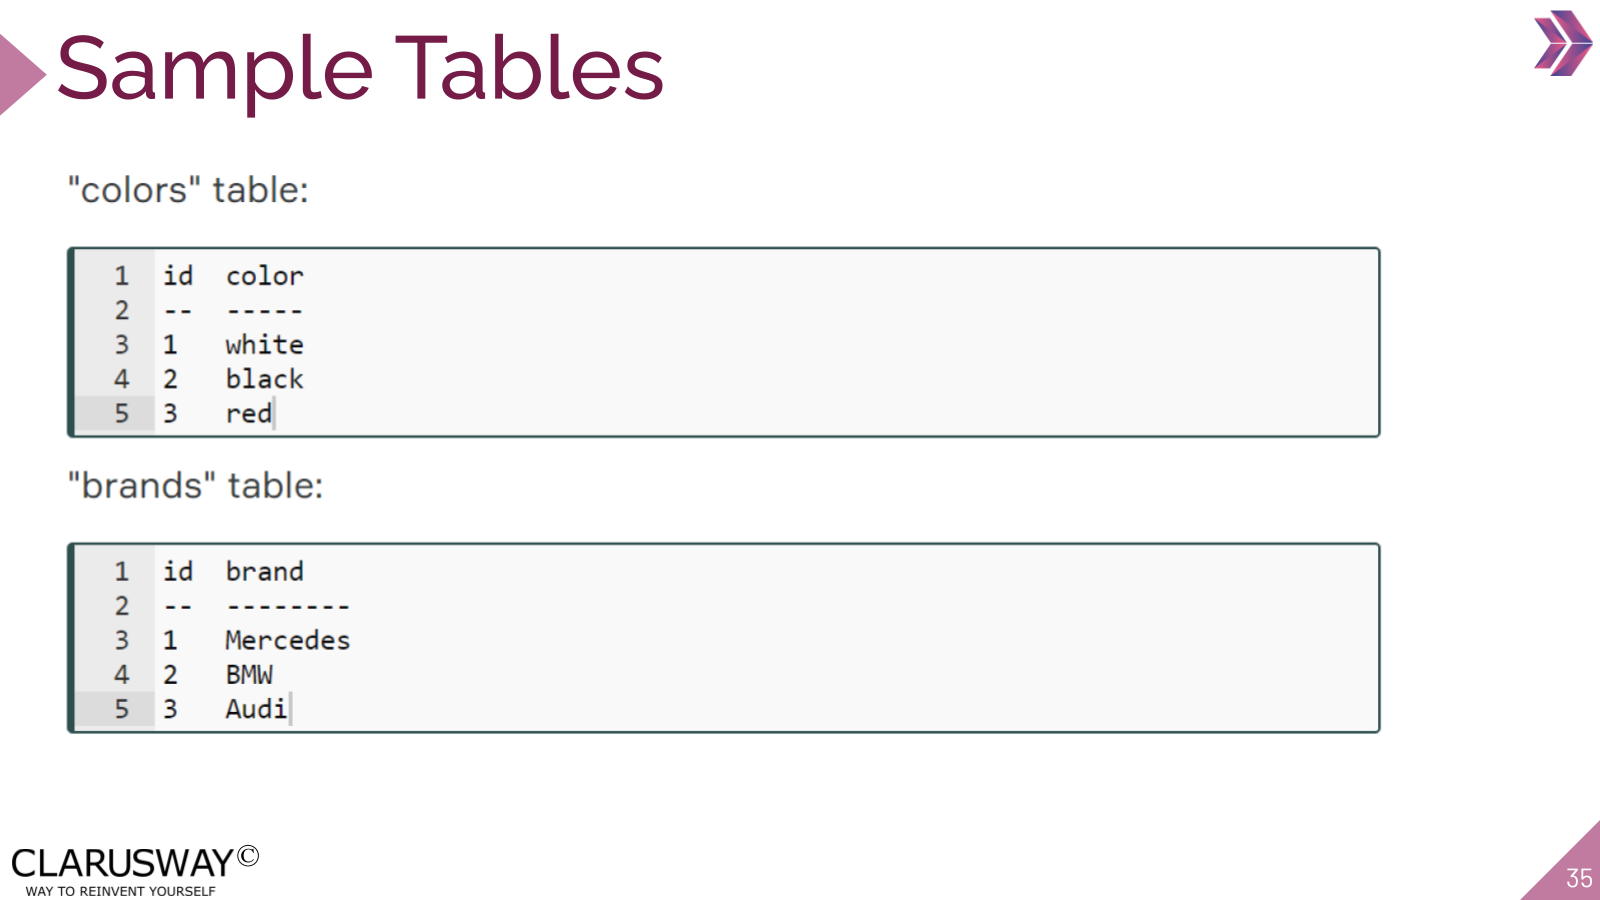 Sample Tables
"colors" table:
1 id color
2 -- -----
3 1 white
4 2 black
5 3 red
"brands" table:
1 id brand
2 -- --------
3 1 Mercedes
4 2 BMW
5 3 Audi
CLARUSWAY©
WAY TO REINVENT YOURSELF
35